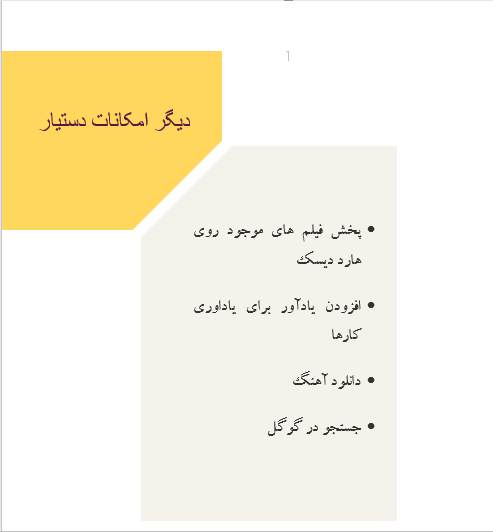 1
دیگر امکانات دستیار
• پخش فیلم های موجود روی
هارد دیسک
• افزودن یادآور برای یاداوری
کارها
• دانلود آهنگ
• جستجو در گوگل